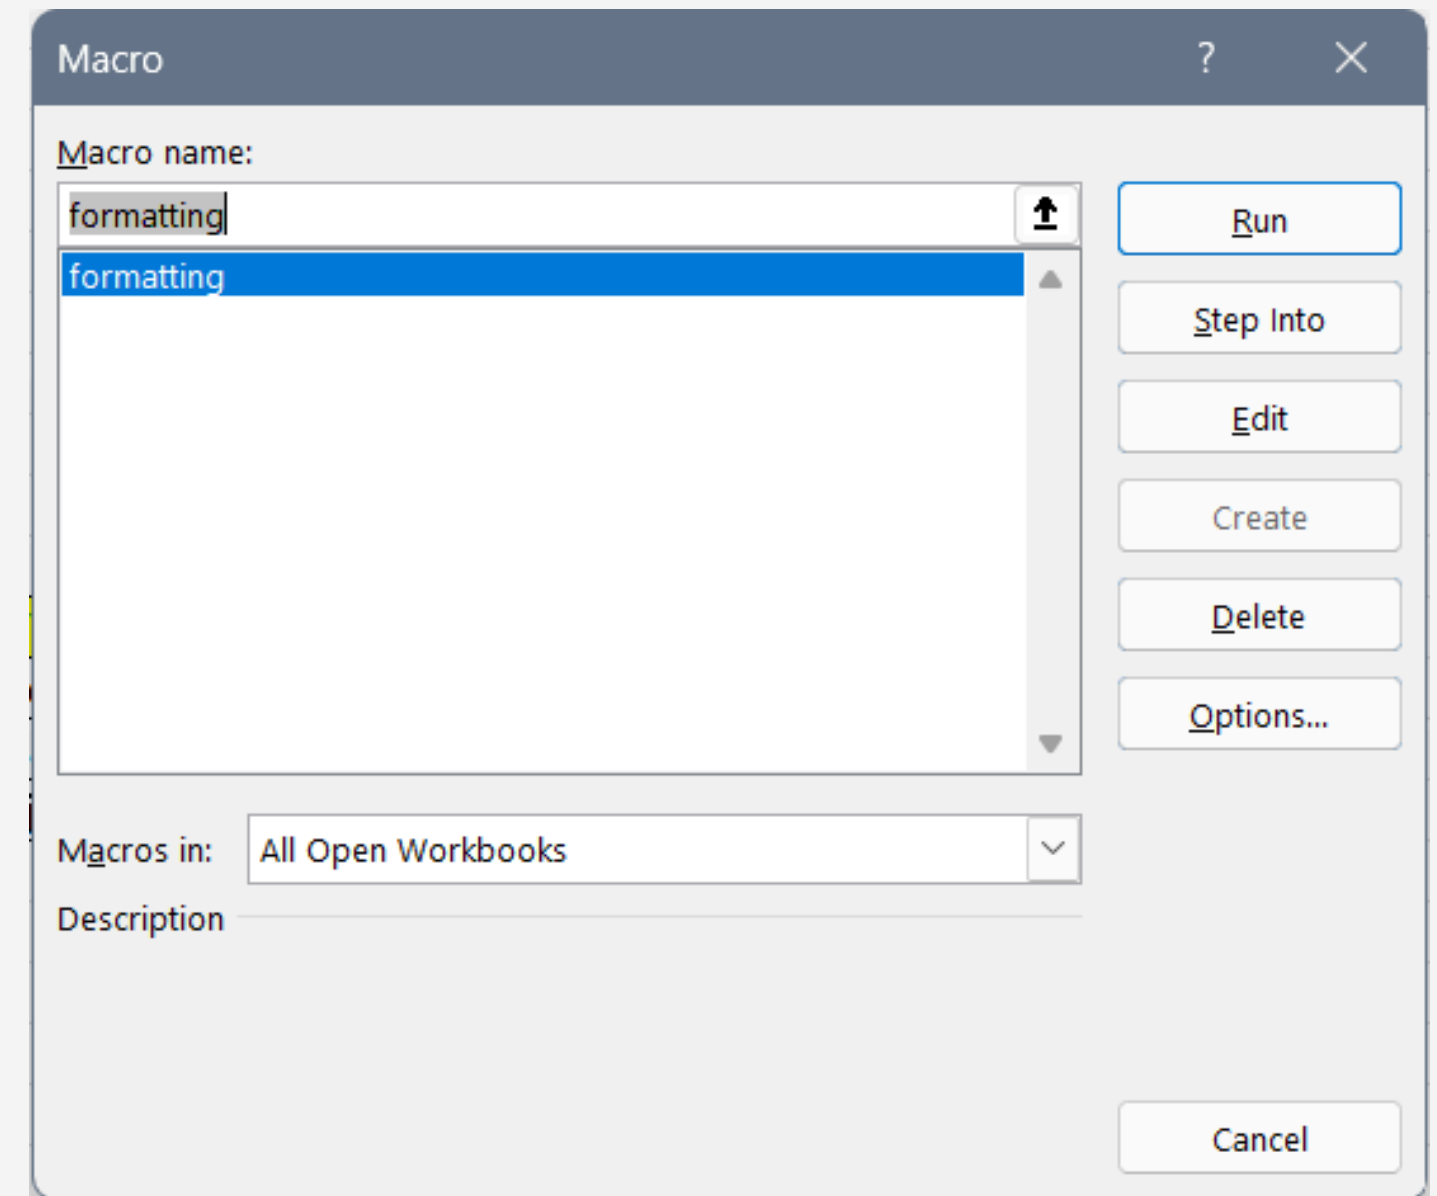 Macro
?
Macro name:
formatting
formatting
Run
Step Into
Edit
Create
Delete
Options...
Macros in:
All Open Workbooks
Description
Cancel